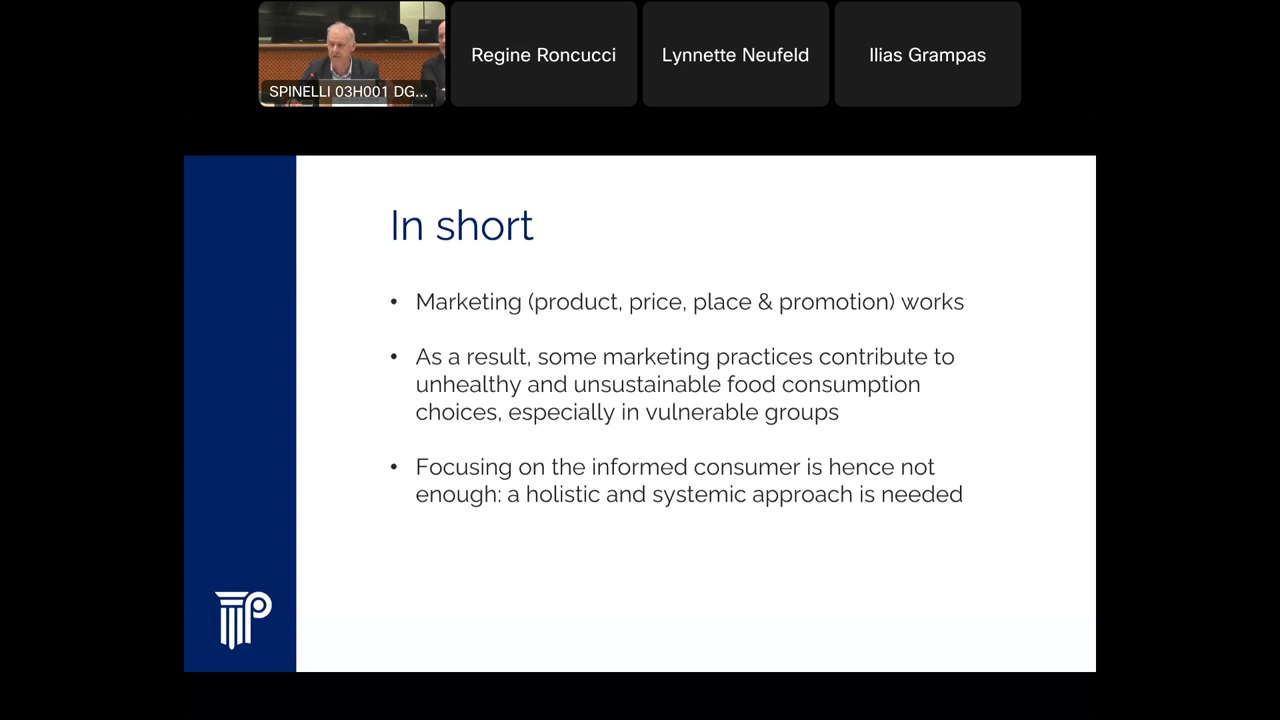 SPINELLI 03H001 DG...
Regine Roncucci
Lynnette Neufeld
Ilias Grampas
In short
• Marketing (product, price, place & promotion) works
• As a result, some marketing practices contribute to
unhealthy and unsustainable food consumption
choices, especially in vulnerable groups
• Focusing on the informed consumer is hence not
enough: a holistic and systemic approach is needed